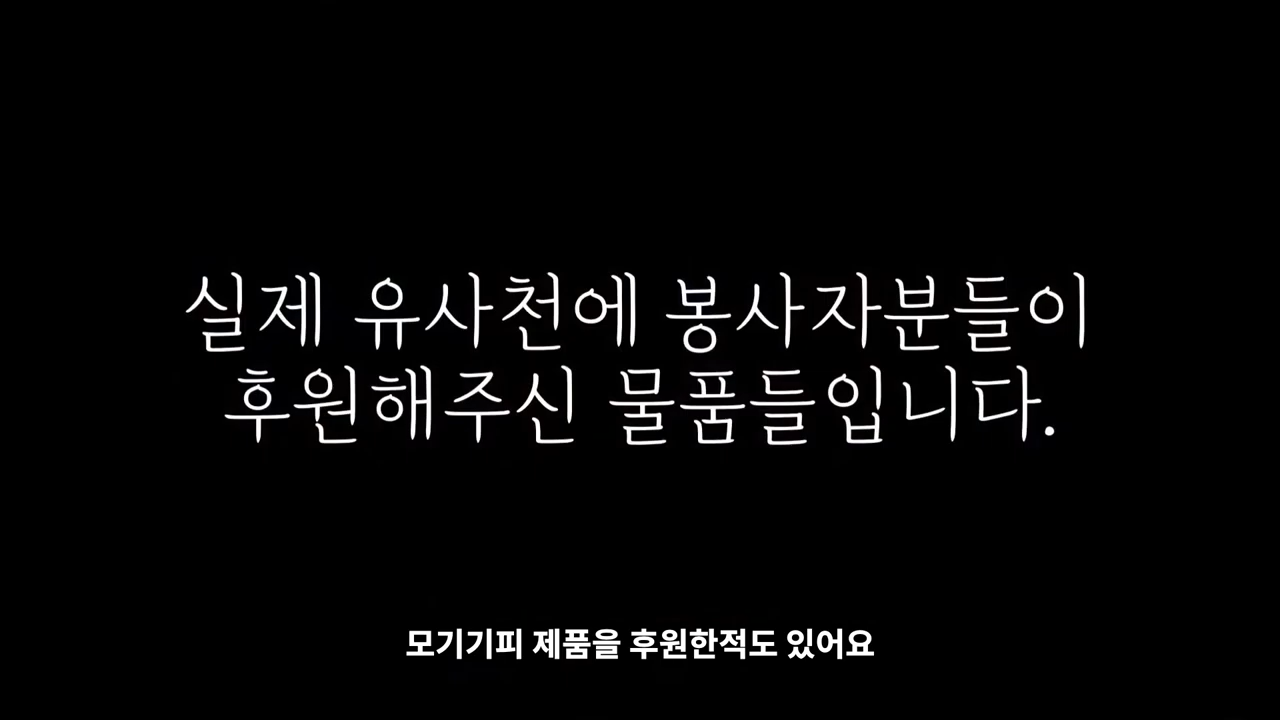 실제 유사천에 봉사자분들이
후원해주신 물품들입니다.
모기기피 제품을 후원한적도 있어요